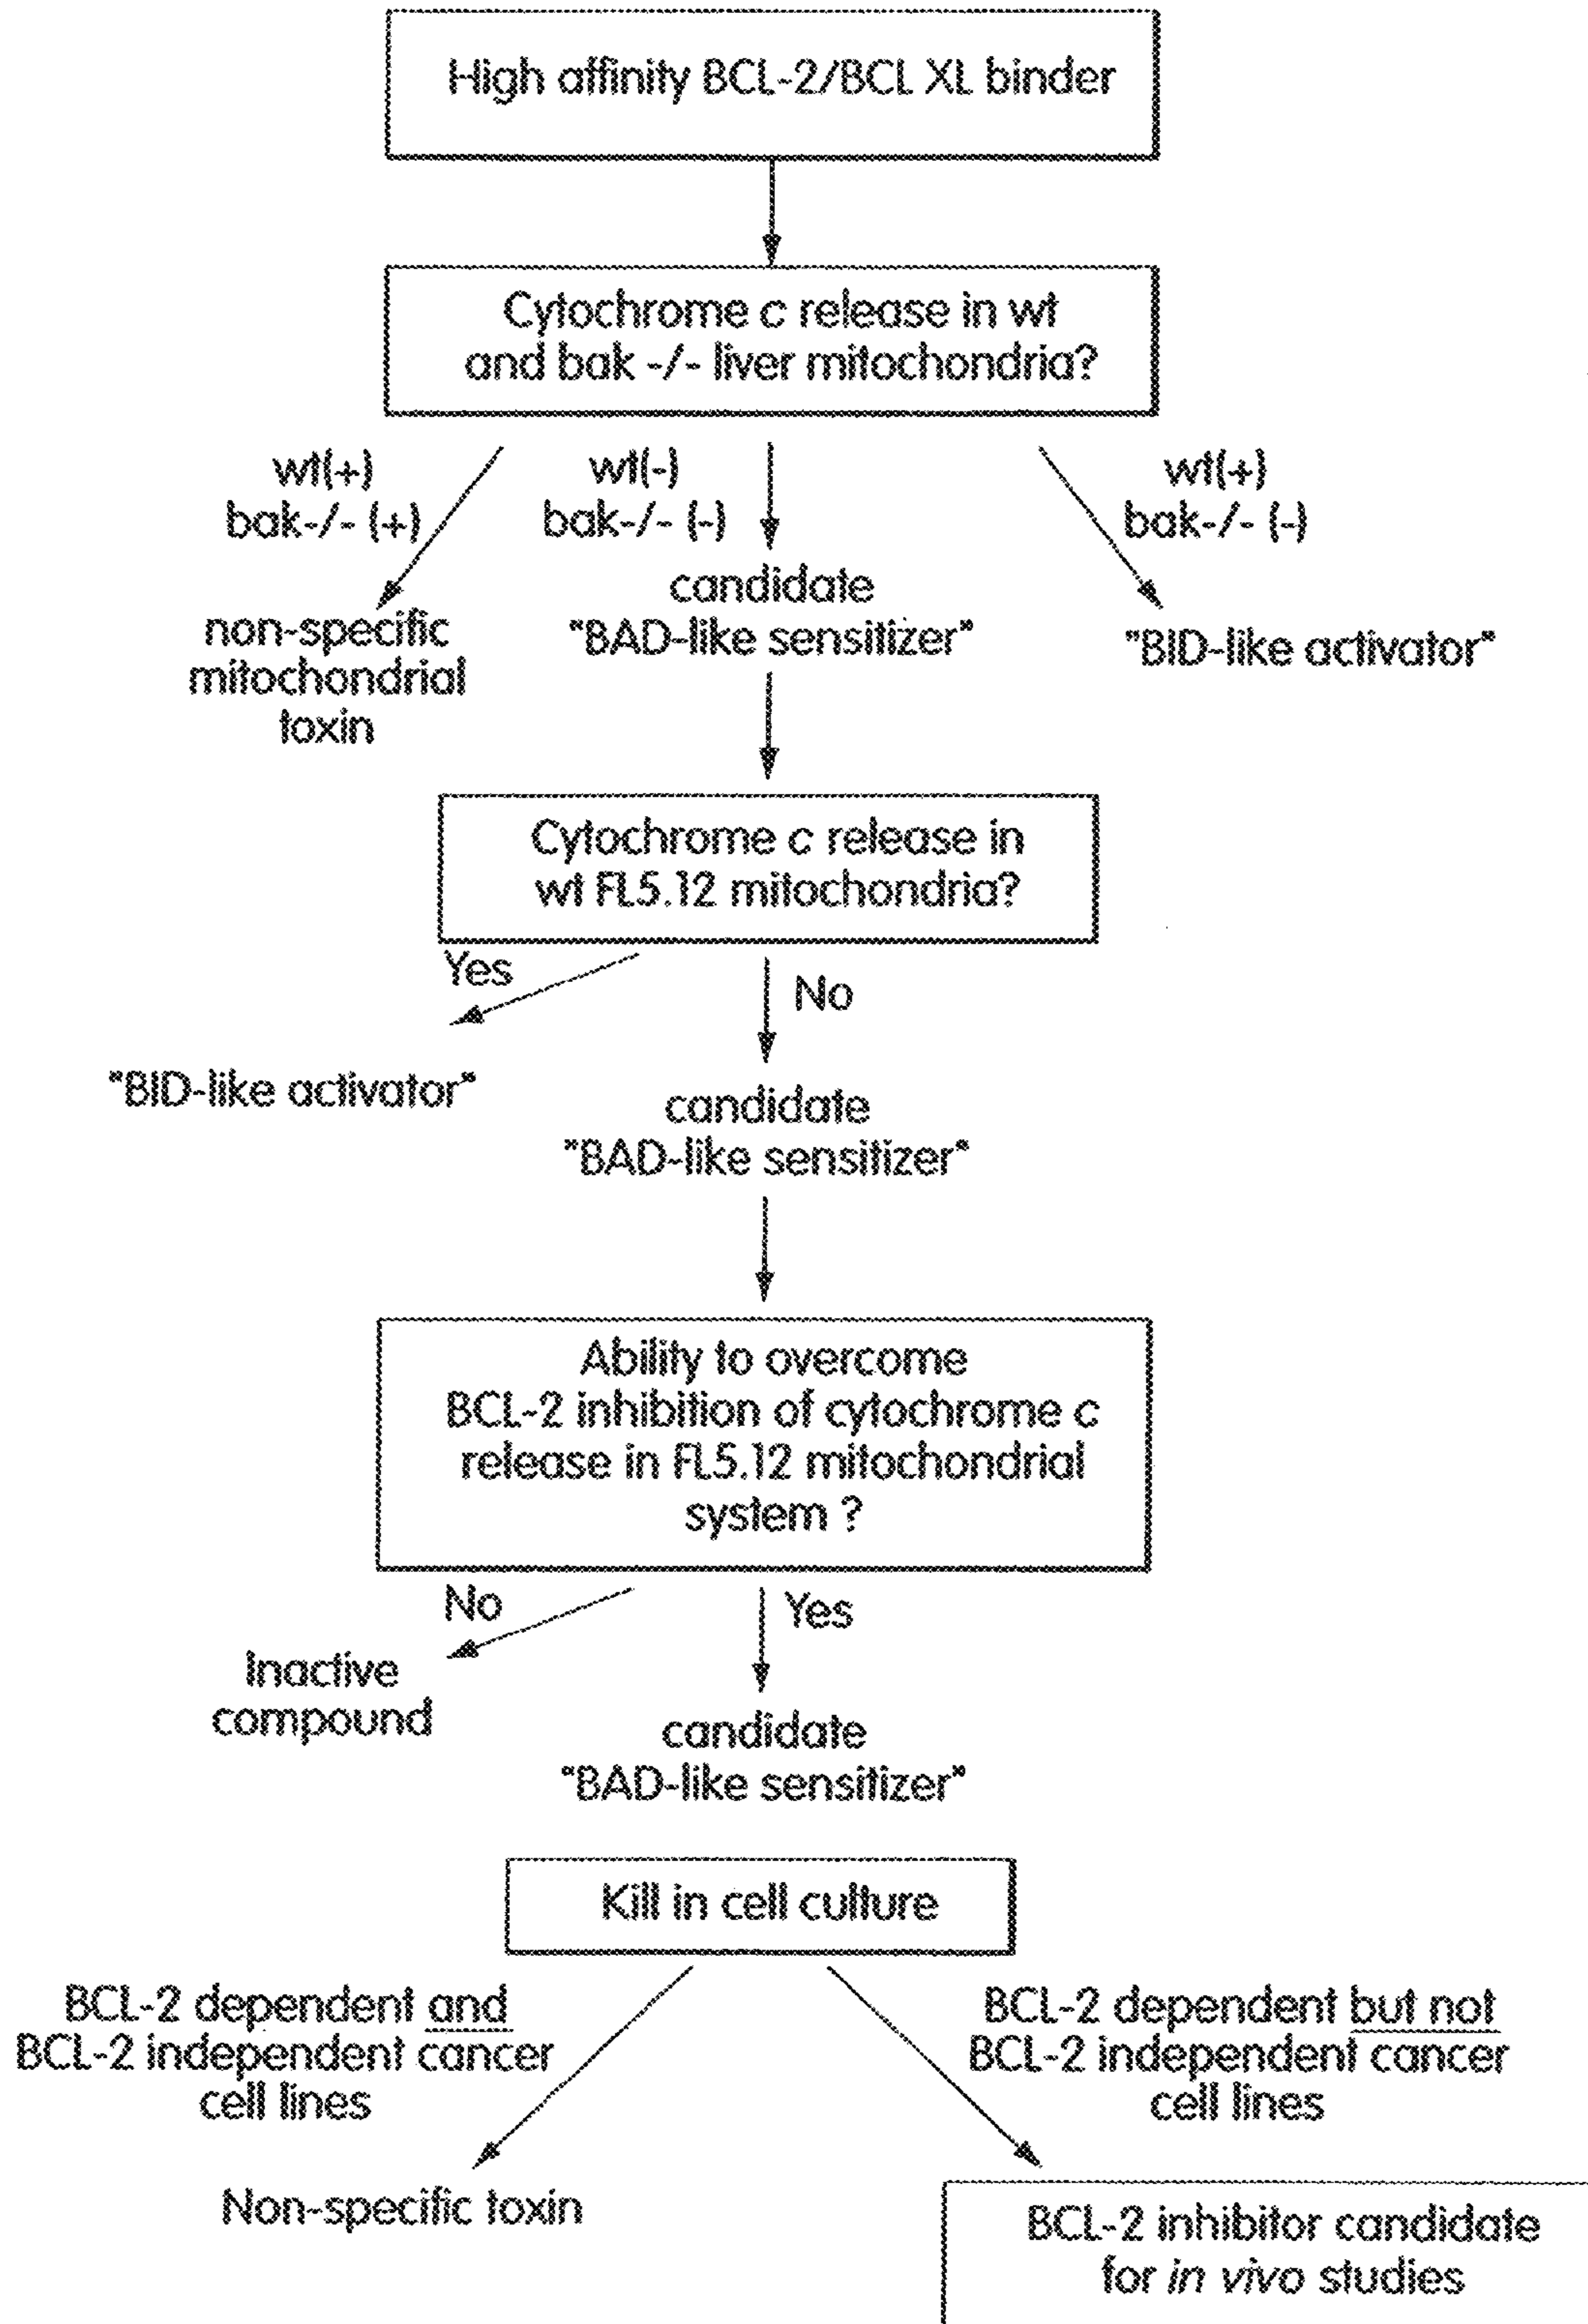 High affinity BCL-2/BCL XL binder
Cytochrome c release in wt
and bak -/- liver mitochondria?
wt(+)
bak-/- (+)
wt(-)
bak-/- (-)
wt(+)
bak-/- (-)
non-specific
mitochondrial
toxin
candidate
"BAD-like sensitizer"
"BID-like activator"
Cytochrome c release in
wt FL5.12 mitochondria?
Yes
No
"BID-like activator"
candidate
"BAD-like sensitizer"
Ability to overcome
BCL-2 inhibition of cytochrome c
release in FL5.12 mitochondrial
system ?
No
Yes
Inactive
compound
candidate
"BAD-like sensitizer"
Kill in cell culture
BCL-2 dependent and
BCL-2 independent cancer
cell lines
BCL-2 dependent but not
BCL-2 independent cancer
cell lines
Non-specific toxin
BCL-2 inhibitor candidate
for in vivo studies